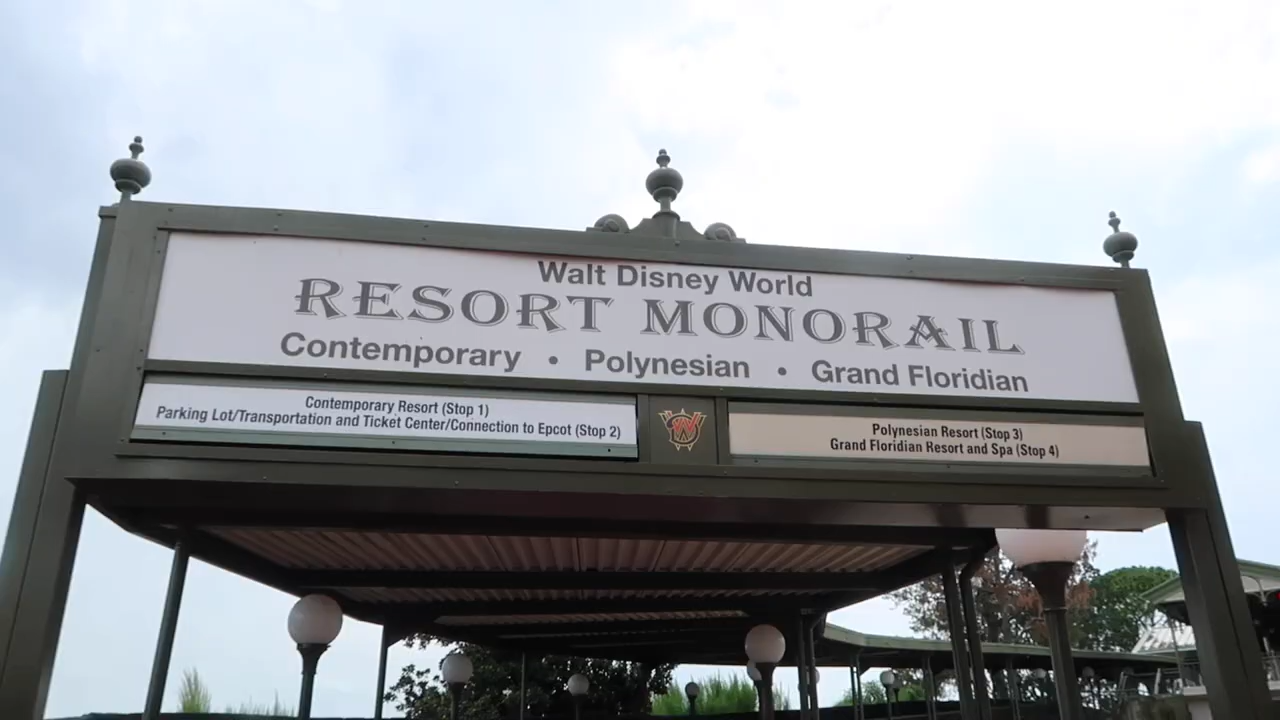 Walt Disney World
RESORT MONORAIL
Contemporary • Polynesian • Grand Floridian
Contemporary Resort (Stop 1)
Parking Lot/Transportation and Ticket Center/Connection to Epcot (Stop 2)
Polynesian Resort (Stop 3)
Grand Floridian Resort and Spa (Stop 4)